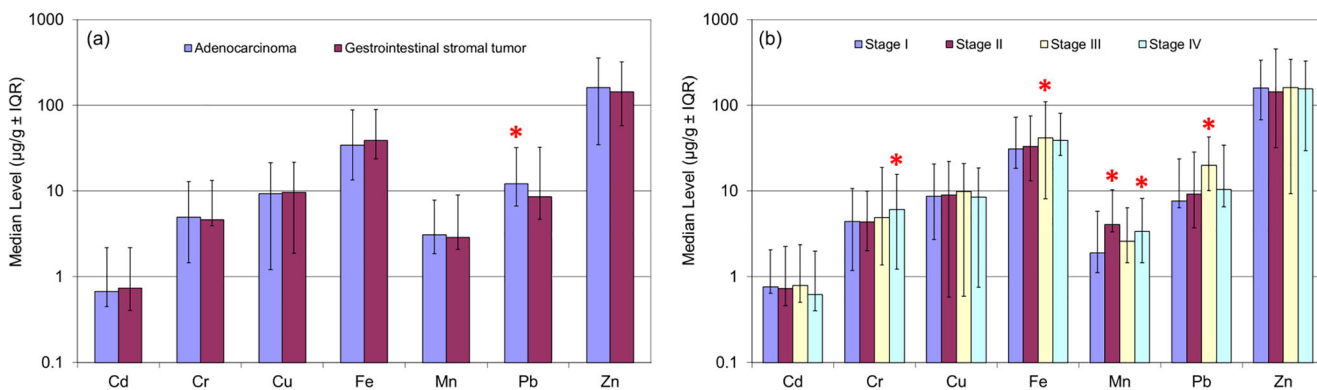 (a)
Adenocarcinoma Gestrointestinal stromal tumor
Median Level (µg/g ± IQR)
1000
100
10
1
0.1
*
Cd Cr Cu Fe Mn Pb Zn
(b)
Stage I Stage II Stage III Stage IV
Median Level (µg/g ± IQR)
1000
100
10
1
0.1
* * * * *
Cd Cr Cu Fe Mn Pb Zn